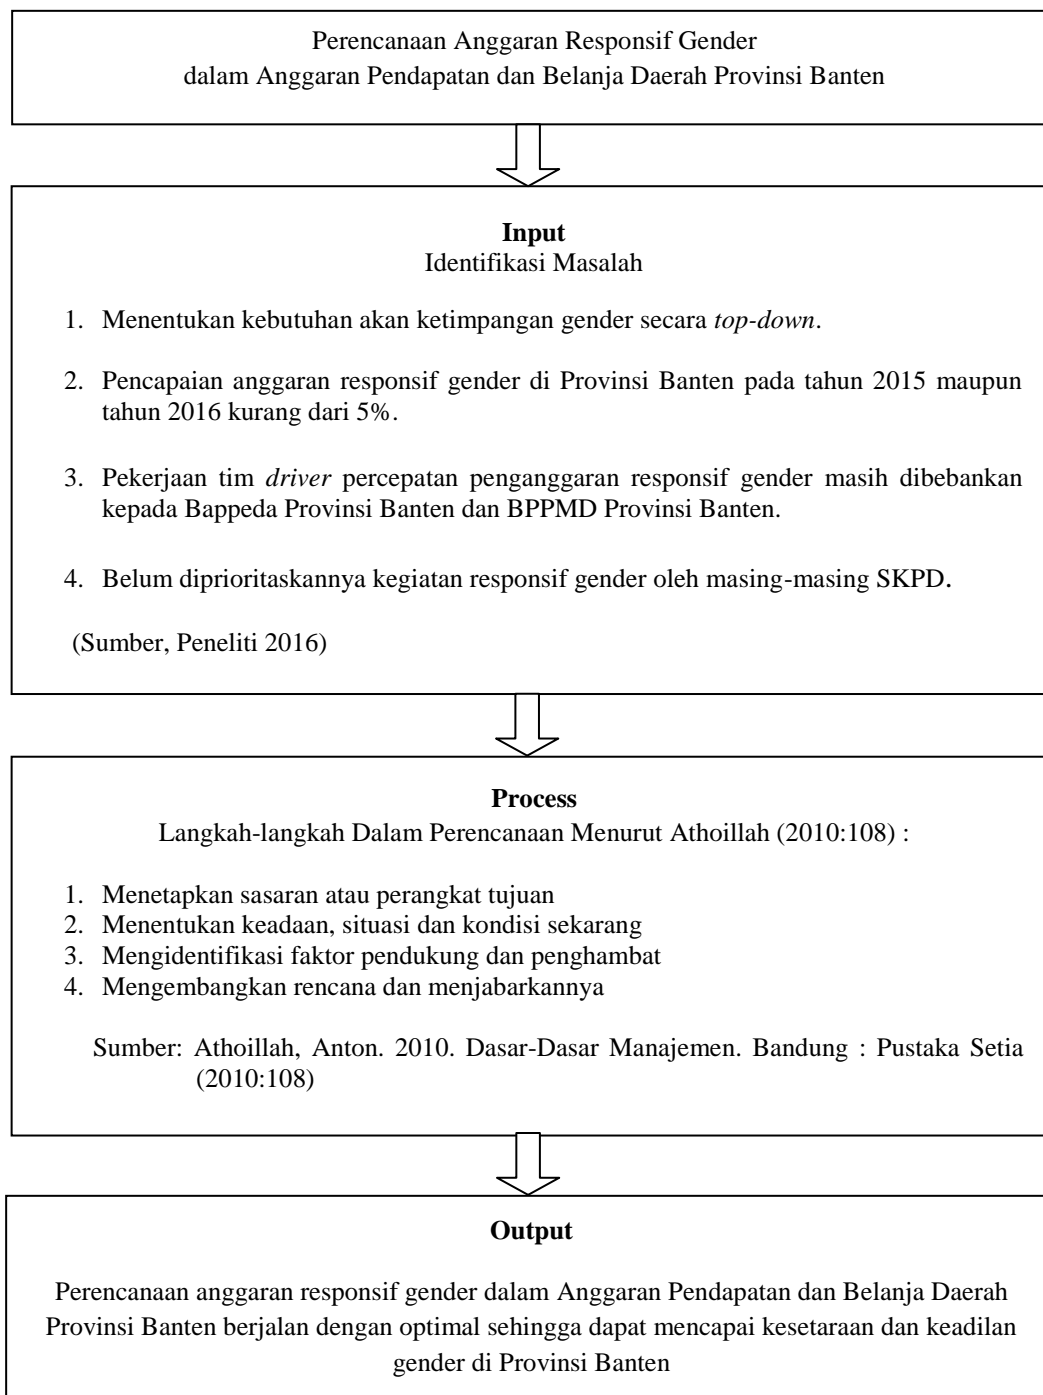 Perencanaan Anggaran Responsif Gender
dalam Anggaran Pendapatan dan Belanja Daerah Provinsi Banten
Input
Identifikasi Masalah
1. Menentukan kebutuhan akan ketimpangan gender secara top-down.
2. Pencapaian anggaran responsif gender di Provinsi Banten pada tahun 2015 maupun
tahun 2016 kurang dari 5%.
3. Pekerjaan tim driver percepatan penganggaran responsif gender masih dibebankan
kepada Bappeda Provinsi Banten dan BPPMD Provinsi Banten.
4. Belum diprioritaskannya kegiatan responsif gender oleh masing-masing SKPD.
(Sumber, Peneliti 2016)
Process
Langkah-langkah Dalam Perencanaan Menurut Athoillah (2010:108) :
1. Menetapkan sasaran atau perangkat tujuan
2. Menentukan keadaan, situasi dan kondisi sekarang
3. Mengidentifikasi faktor pendukung dan penghambat
4. Mengembangkan rencana dan menjabarkannya
Sumber: Athoillah, Anton. 2010. Dasar-Dasar Manajemen. Bandung : Pustaka Setia
(2010:108)
Output
Perencanaan anggaran responsif gender dalam Anggaran Pendapatan dan Belanja Daerah
Provinsi Banten berjalan dengan optimal sehingga dapat mencapai kesetaraan dan keadilan
gender di Provinsi Banten